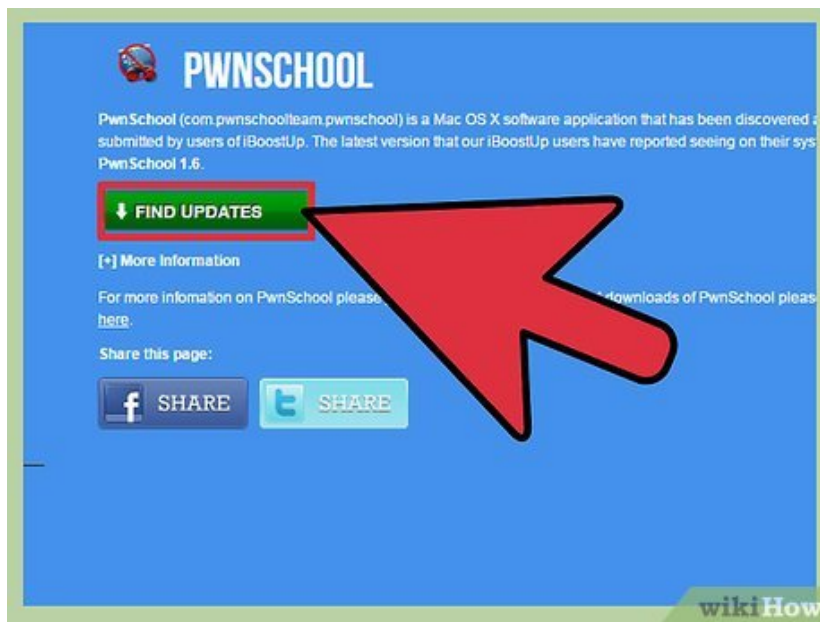 PWNSCHOOL
PwnSchool (com.pwnschoolteam.pwnschool) is a Mac OS X software application that has been discovered
submitted by users of iBoostUp. The latest version that our iBoostUp users have reported seeing on their
PwnSchool 1.6.
FIND UPDATES
[+] More Information
For more infomation on PwnSchool please downloads of PwnSchool
here.
Share this page:
f SHARE t SHARE
wikiHow